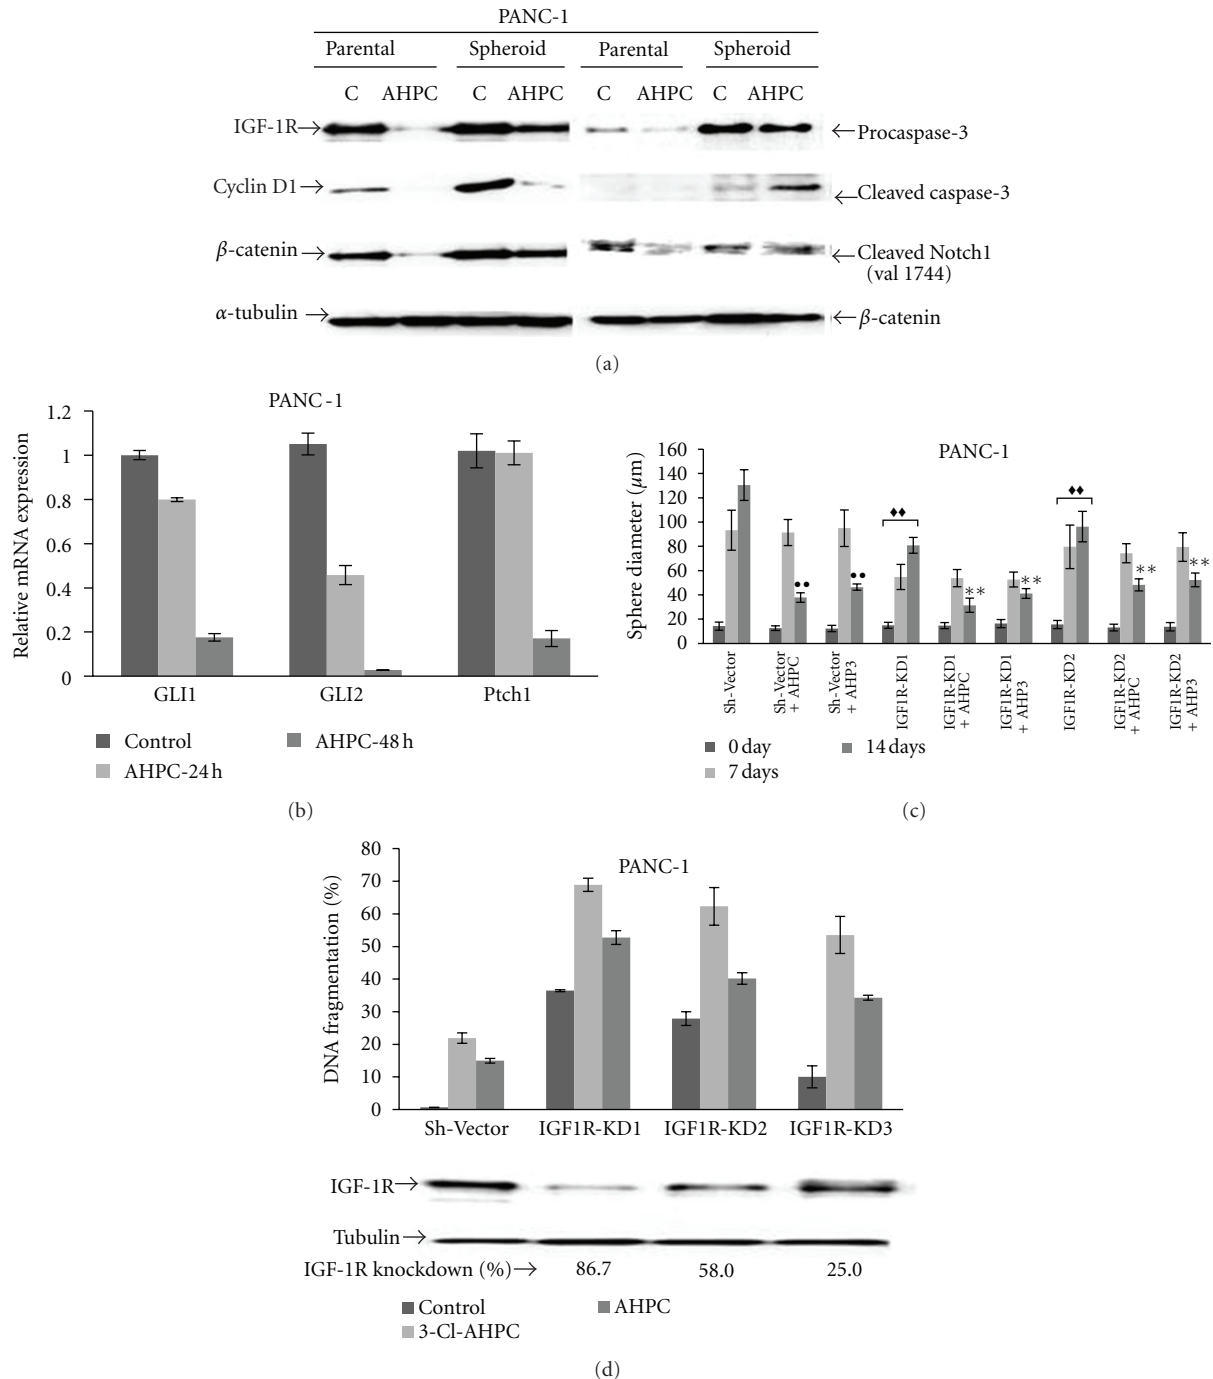 PANC-1
Parental Spheroid Parental Spheroid
C AHPC C AHPC C AHPC C AHPC
IGF-1R → ← Procaspase-3
Cyclin D1 → ← Cleaved caspase-3
β-catenin → ← Cleaved Notch1
(val 1744)
α-tubulin → ← β-catenin
(a)
PANC-1
Relative mRNA expression
1.2
1
0.8
0.6
0.4
0.2
0
GLI1 GLI2 Ptch1
Control
AHPC-24 h
AHPC-48 h
(b)
PANC-1
Sphere diameter (μm)
160
140
120
100
80
60
40
20
0
•• •• ♦♦ ** ** ♦♦ ** **
Sh-Vector
Sh-Vector + AHPC
Sh-Vector + AHP3
IGF1R-KD1
IGF1R-KD1 + AHPC
IGF1R-KD1 + AHP3
IGF1R-KD2
IGF1R-KD2 + AHPC
IGF1R-KD2 + AHP3
0 day
7 days
14 days
(c)
PANC-1
DNA fragmentation (%)
80
70
60
50
40
30
20
10
0
Sh-Vector IGF1R-KD1 IGF1R-KD2 IGF1R-KD3
IGF-1R →
Tubulin →
IGF-1R knockdown (%) → 86.7 58.0 25.0
Control
3-Cl-AHPC
AHPC
(d)